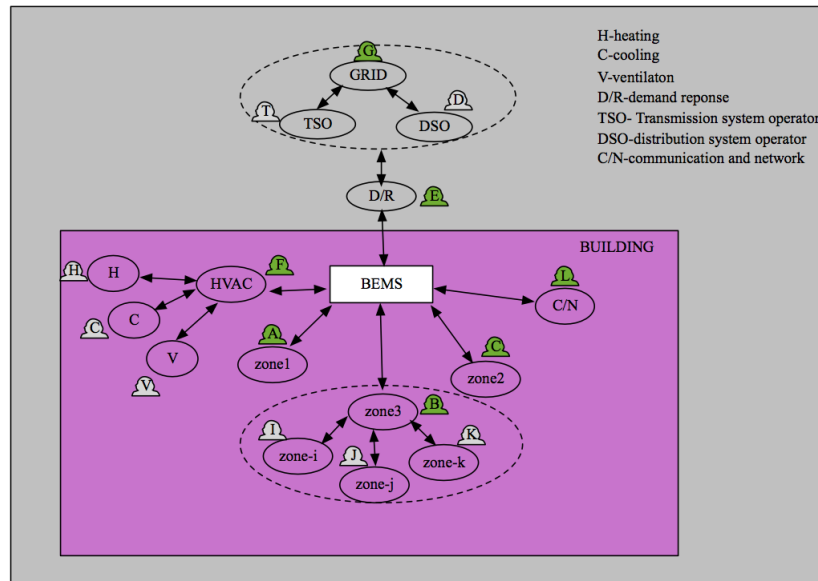 H-heating
C-cooling
V-ventilaton
D/R-demand reponse
TSO- Transmission system operator
DSO-distribution system operator
C/N-communication and network
G
GRID
T
D
TSO
DSO
D/R
E
BUILDING
H
H
HVAC
F
BEMS
L
C/N
C
C
V
V
A
zone1
C
zone2
zone3
B
I
zone-i
J
zone-j
K
zone-k